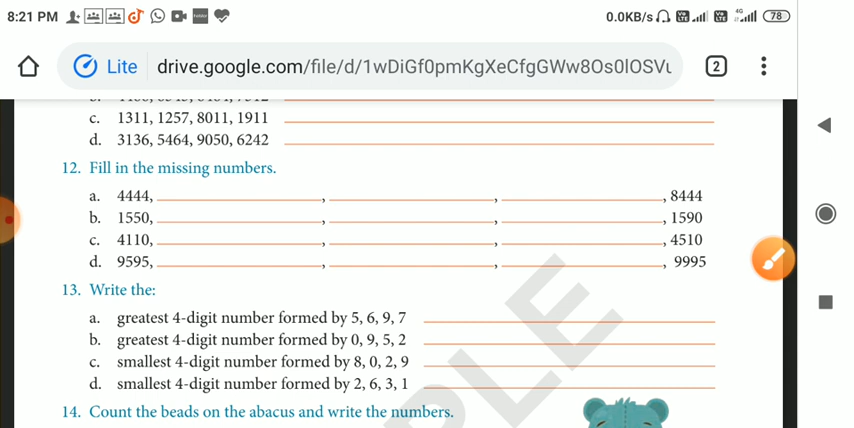 8:21 PM 0.0KB/s 78
Lite drive.google.com/file/d/1wDiGf0pmKgXeCfgGWw8Os0lOSVu 2
c. 1311, 1257, 8011, 1911
d. 3136, 5464, 9050, 6242
12. Fill in the missing numbers.
a. 4444, , , , 8444
b. 1550, , , , 1590
c. 4110, , , , 4510
d. 9595, , , , 9995
13. Write the:
a. greatest 4-digit number formed by 5, 6, 9, 7
b. greatest 4-digit number formed by 0, 9, 5, 2
c. smallest 4-digit number formed by 8, 0, 2, 9
d. smallest 4-digit number formed by 2, 6, 3, 1
14. Count the beads on the abacus and write the numbers.
PLE